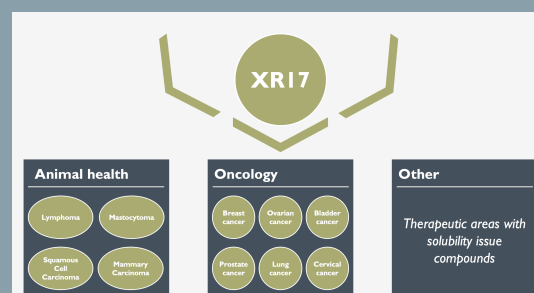 XR17
Animal health
Lymphoma
Mastocytoma
Squamous
Cell
Carcinoma
Mammary
Carcinoma
Oncology
Breast
cancer
Ovarian
cancer
Bladder
cancer
Prostate
cancer
Lung
cancer
Cervical
cancer
Other
Therapeutic areas with
solubility issue
compounds